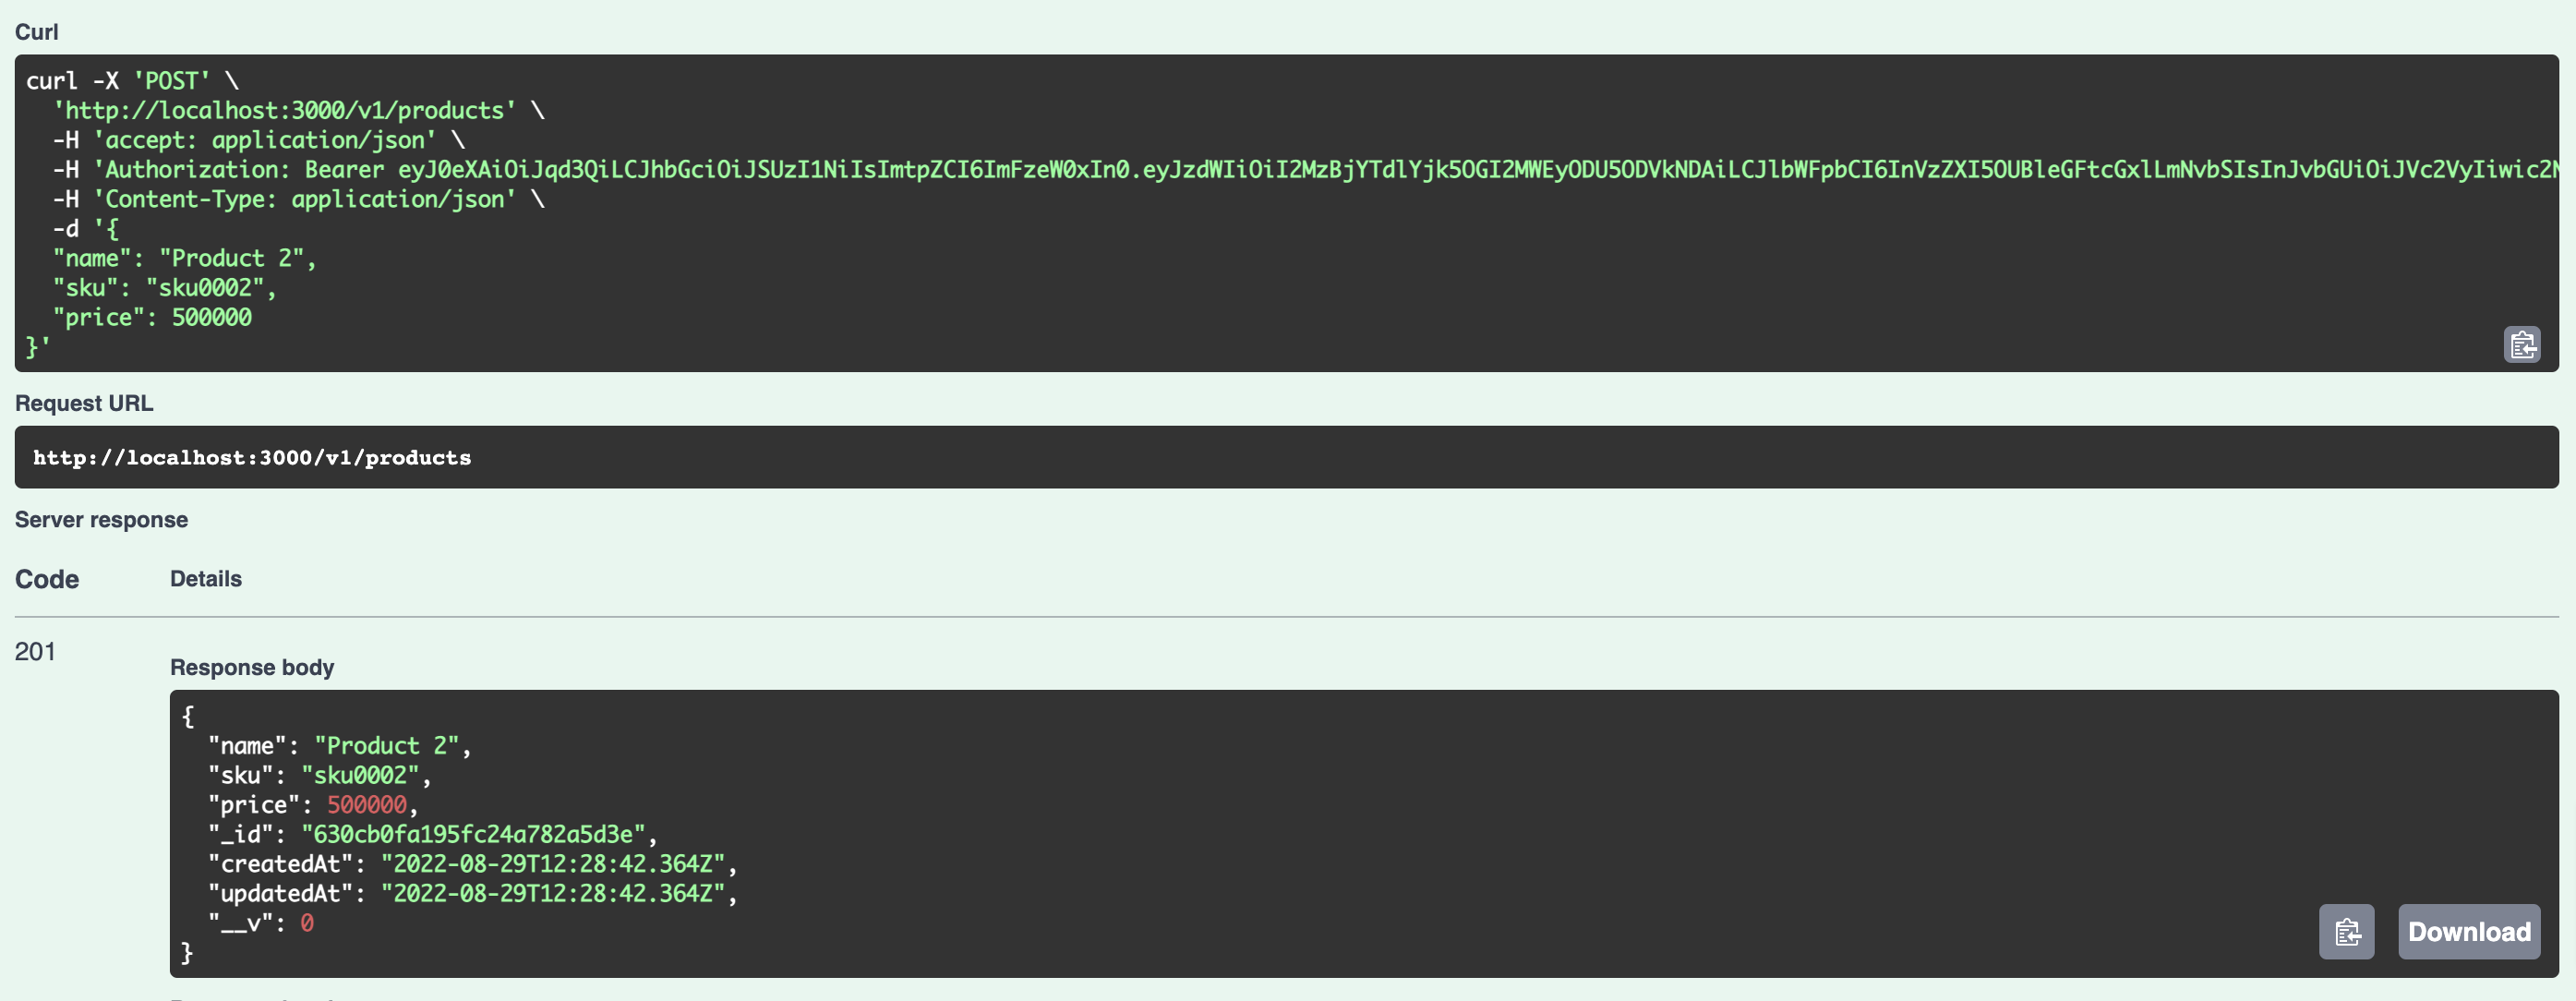 Curl
curl -X 'POST' \
'http://localhost:3000/v1/products' \
-H 'accept: application/json' \
-H 'Authorization: Bearer eyJ0eXAiOiJqd3QiLCJhbGciOiJSUzI1NiIsImtpZCI6ImFzeW0xIn0.eyJzdWIiOiI2MzBjYTdlYjk5OGI2MWEyODU5ODVkNDAiLCJlbWFpbCI6InVzZXI5OUBleGFtcGxlLmNvbSIsInJvbGUiOiJVc2VyIiwic2N
-H 'Content-Type: application/json' \
-d '{
"name": "Product 2",
"sku": "sku0002",
"price": 500000
}'
Request URL
http://localhost:3000/v1/products
Server response
Code Details
201
Response body
{
"name": "Product 2",
"sku": "sku0002",
"price": 500000,
"_id": "630cb0fa195fc24a782a5d3e",
"createdAt": "2022-08-29T12:28:42.364Z",
"updatedAt": "2022-08-29T12:28:42.364Z",
"__v": 0
}
Download